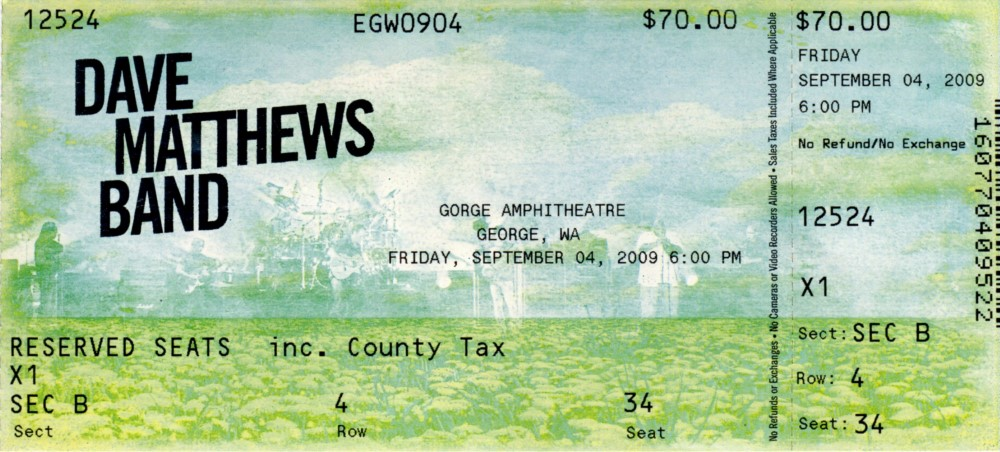 12524 EGW0904 $70.00
DAVE
MATTHEWS
BAND
GORGE AMPHITHEATRE
GEORGE, WA
FRIDAY, SEPTEMBER 04, 2009 6:00 PM
RESERVED SEATS inc. County Tax
X1
SEC B 4 34
Sect Row Seat
No Refunds or Exchanges • No Cameras or Video Recorders Allowed • Sales Taxes Included Where Applicable
$70.00
FRIDAY
SEPTEMBER 04, 2009
6:00 PM
No Refund/No Exchange
12524
X1
Sect: SEC B
Row: 4
Seat: 34
160770409522